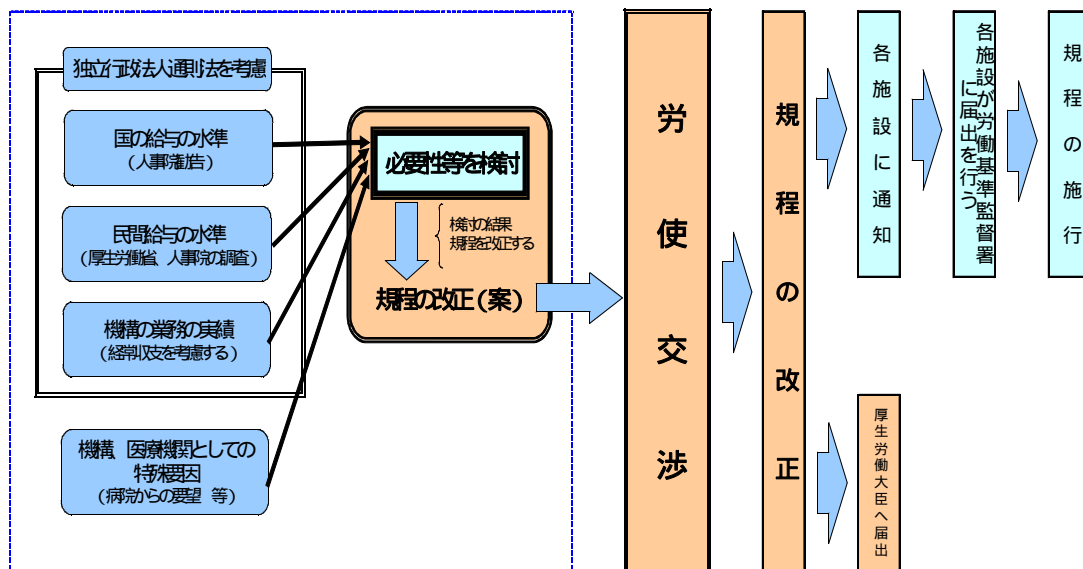 独立行政法人通則法を考慮
国の給与の水準
(人事院勧告)
民間給与の水準
(厚生労働省、人事院の調査)
機構の業務の実績
(経常収支を考慮する)
機構、医療機関としての
特殊要因
(病院からの要望 等)
必要性等を検討
検討の結果
規程を改正する
規程の改正(案)
労使交渉
規程の改正
各施設に通知
各施設が労働基準監督署
に届出を行う
規程の施行
厚生労働大臣へ届出